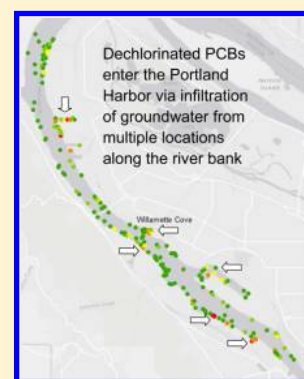 Dechlorinated PCBs
enter the Portland
Harbor via infiltration
of groundwater from
multiple locations
along the river bank
Willamette Cove